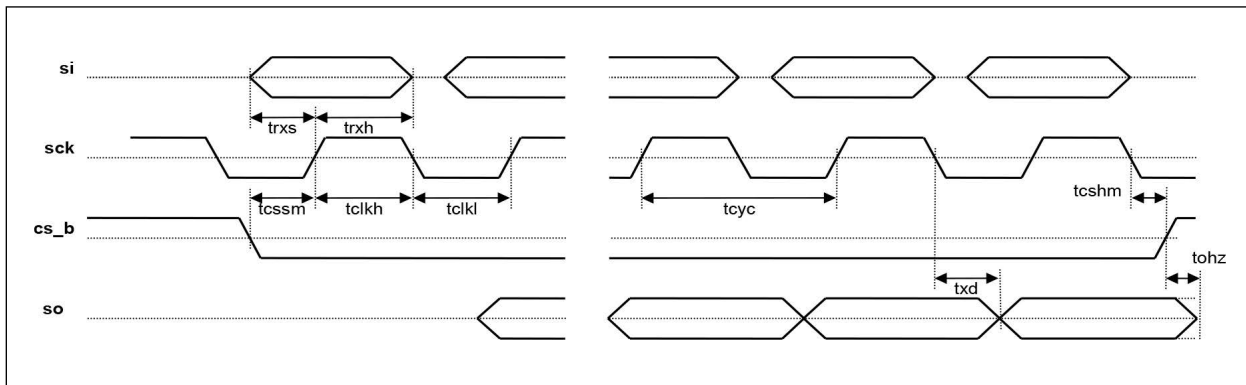 si
trxs
trxh
sck
tcssm
tclkh
tclkl
tcyc
tcshm
cs_b
tohz
txd
so